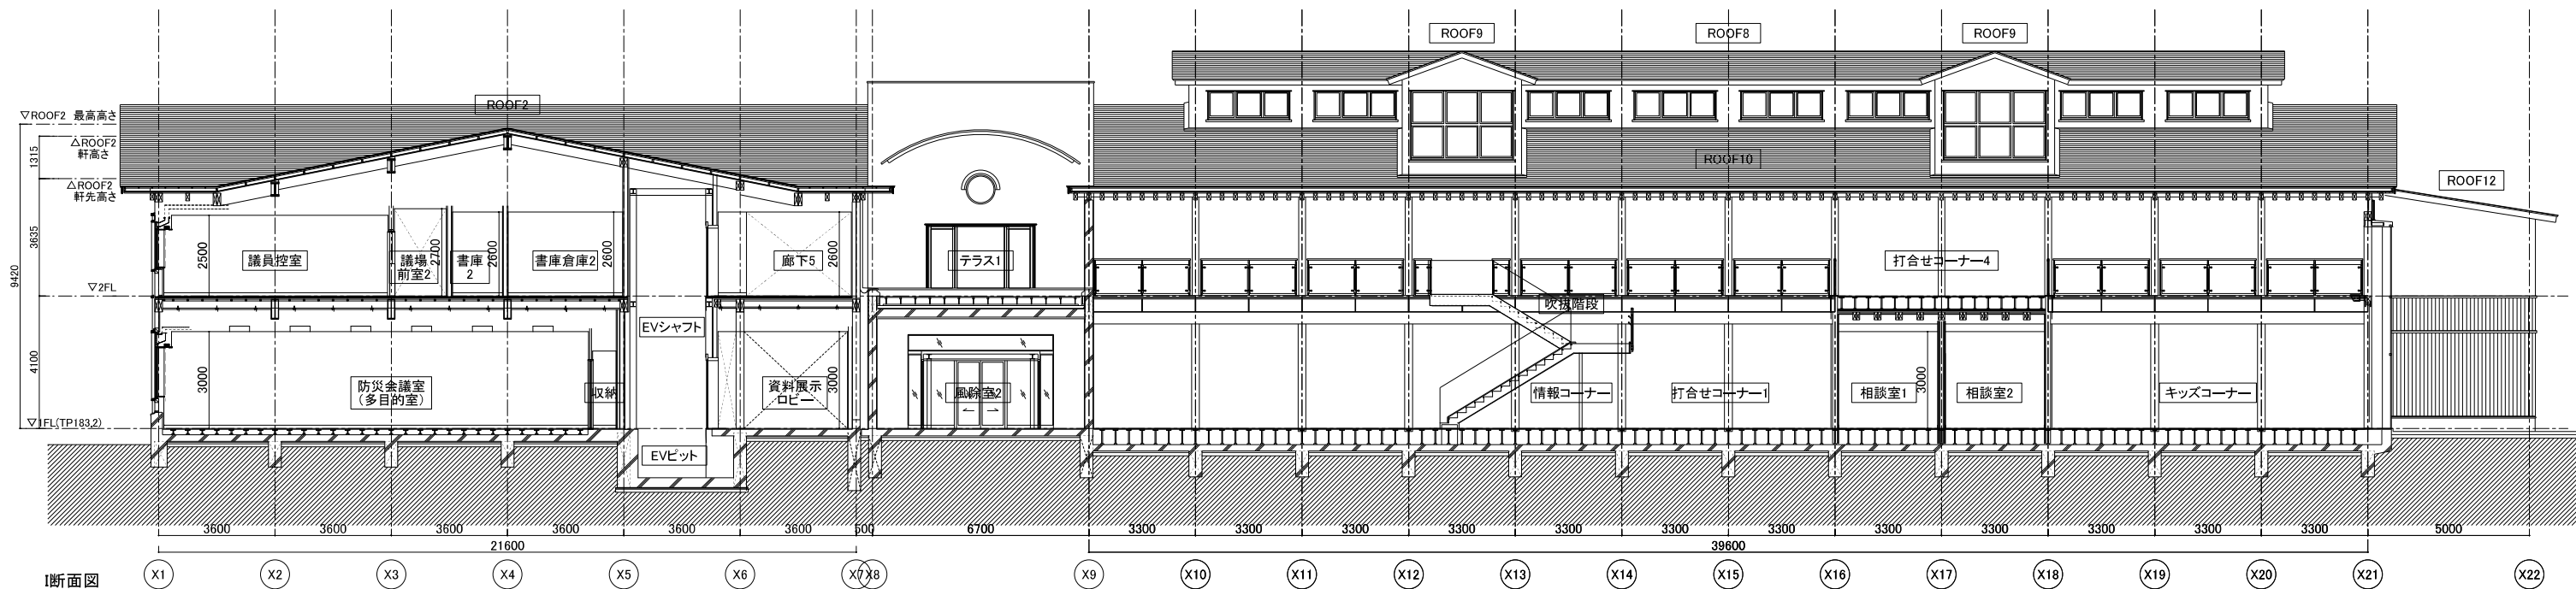 ROOF9
ROOF8
ROOF9
ROOF2
▽ROOF2 最高高さ
△ROOF2
軒高さ
1315
ROOF10
△ROOF2
軒先高さ
ROOF12
9420
3635
2500
議員控室
議場
前室2
2700
書庫
2
2600
書庫倉庫2
2600
廊下5
2600
テラス1
打合せコーナー4
▽2FL
吹抜階段
EVシャフト
4100
3000
防災会議室
(多目的室)
収納
資料展示
ロビー
3000
風除室2
情報コーナー
打合せコーナー1
相談室1
3000
相談室2
キッズコーナー
▽1FL(TP183,2)
EVピット
3600 3600 3600 3600 3600 3600 500 6700 3300 3300 3300 3300 3300 3300 3300 3300 3300 3300 3300 3300 5000
21600 39600
I断面図
X1 X2 X3 X4 X5 X6 X7 X8 X9 X10 X11 X12 X13 X14 X15 X16 X17 X18 X19 X20 X21 X22